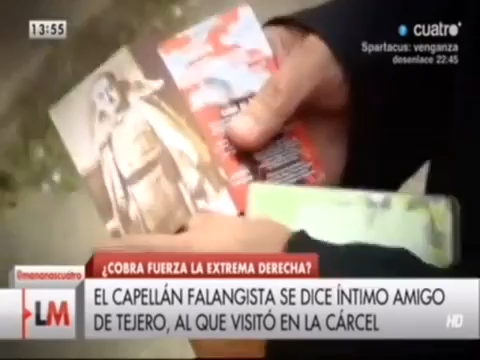 13:55
cuatro
Spartacus: venganza
desenlace 22:45
@mananascuatro
¿COBRA FUERZA LA EXTREMA DERECHA?
LM
EL CAPELLÁN FALANGISTA SE DICE ÍNTIMO AMIGO
DE TEJERO, AL QUE VISITÓ EN LA CÁRCEL
HD